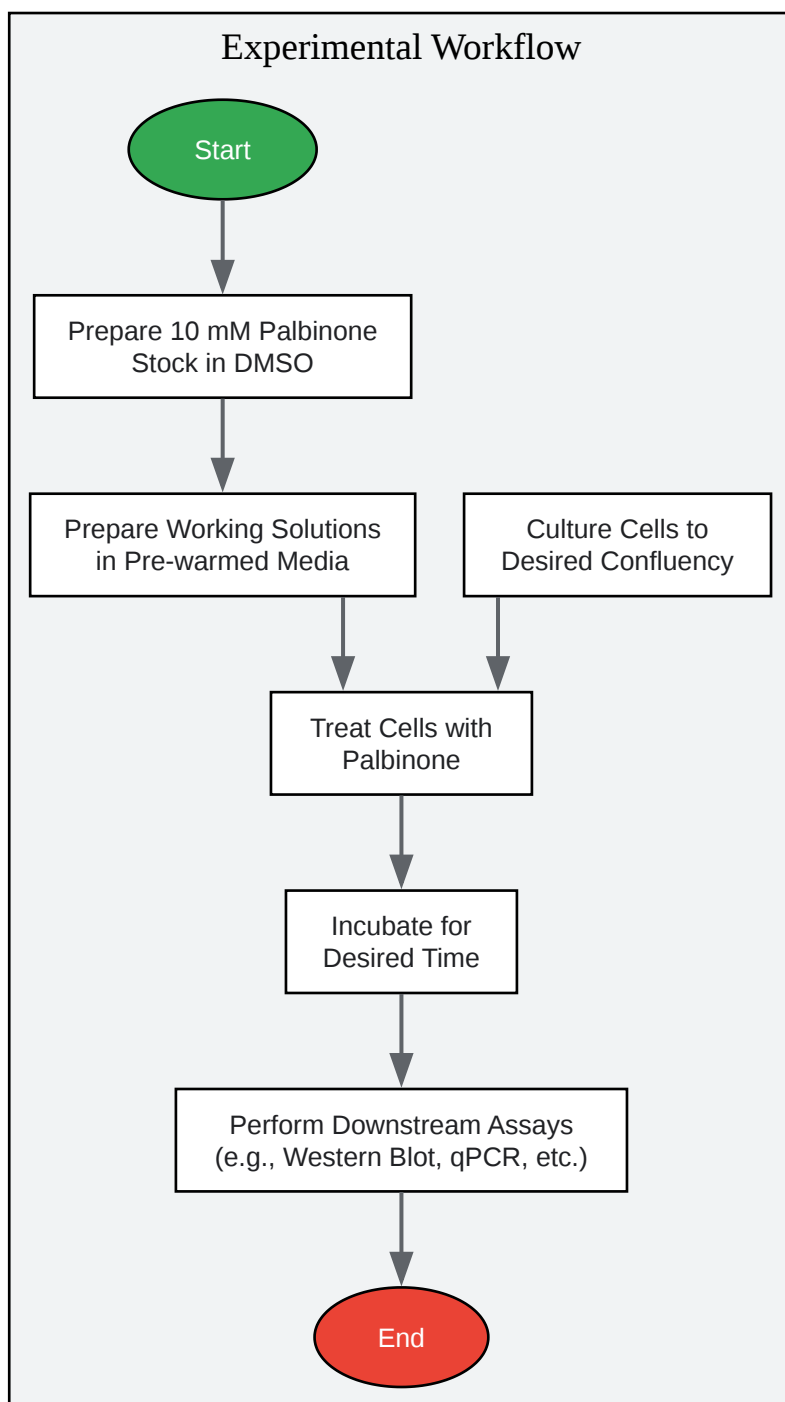 Experimental Workflow
Start
Prepare 10 mM Palbinone
Stock in DMSO
Prepare Working Solutions
in Pre-warmed Media
Culture Cells to
Desired Confluency
Treat Cells with
Palbinone
Incubate for
Desired Time
Perform Downstream Assays
(e.g., Western Blot, qPCR, etc.)
End